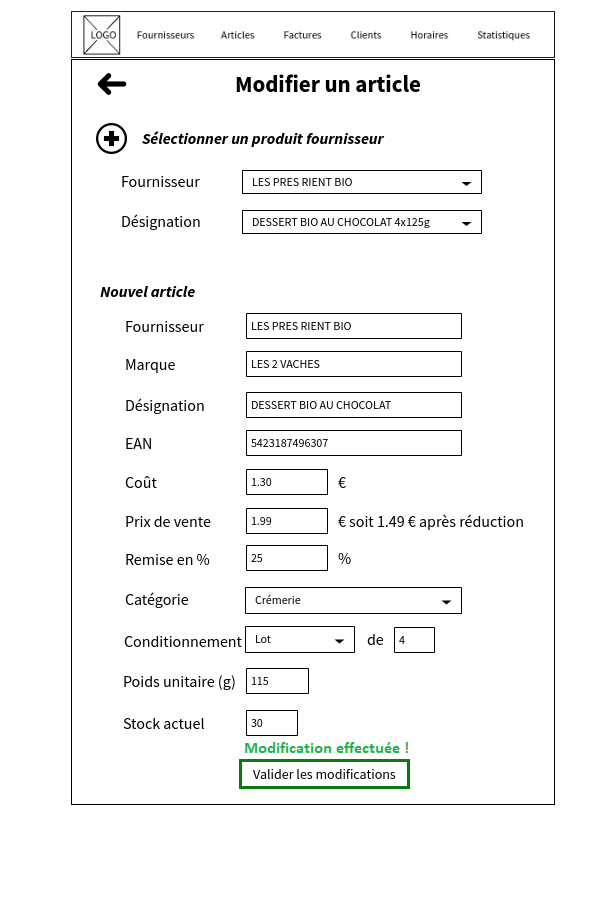 LOGO Fournisseurs Articles Factures Clients Horaires Statistiques
Modifier un article
Sélectionner un produit fournisseur
Fournisseur LES PRES RIENT BIO
Désignation DESSERT BIO AU CHOCOLAT 4x125g
Nouvel article
Fournisseur LES PRES RIENT BIO
Marque LES 2 VACHES
Désignation DESSERT BIO AU CHOCOLAT
EAN 5423187496307
Coût 1.30 €
Prix de vente 1.99 € soit 1.49 € après réduction
Remise en % 25 %
Catégorie Crémerie
Conditionnement Lot de 4
Poids unitaire (g) 115
Stock actuel 30
Modification effectuée !
Valider les modifications